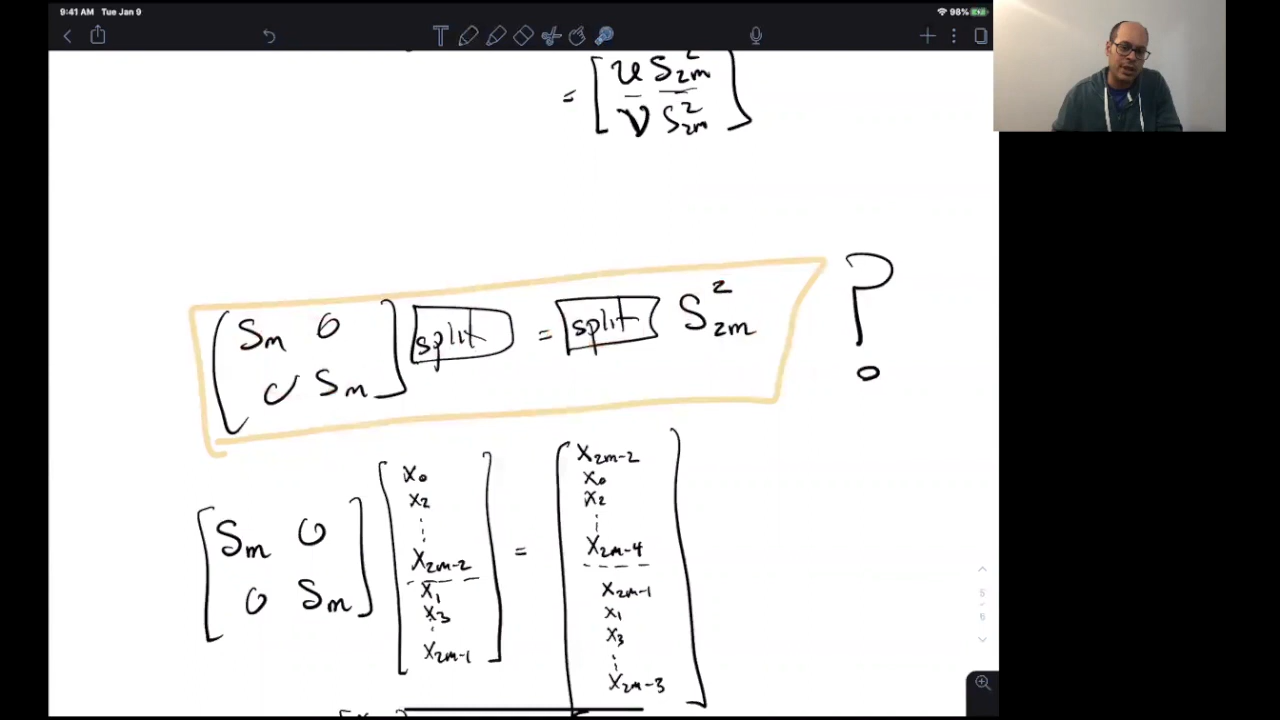 9:41 AM Tue Jan 9
98%
T
= [ u S²₂ₘ
v S²₂ₘ ]
[ Sₘ 0
0 Sₘ ] split = split S²₂ₘ ?
[ Sₘ 0
0 Sₘ ]
x₀
x₂
⋮
x₂ₘ₋₂
x₁
x₃
⋮
x₂ₘ₋₁
=
x₂ₘ₋₂
x₀
x₂
⋮
x₂ₘ₋₄
x₂ₘ₋₁
x₁
x₃
⋮
x₂ₘ₋₃
5
6